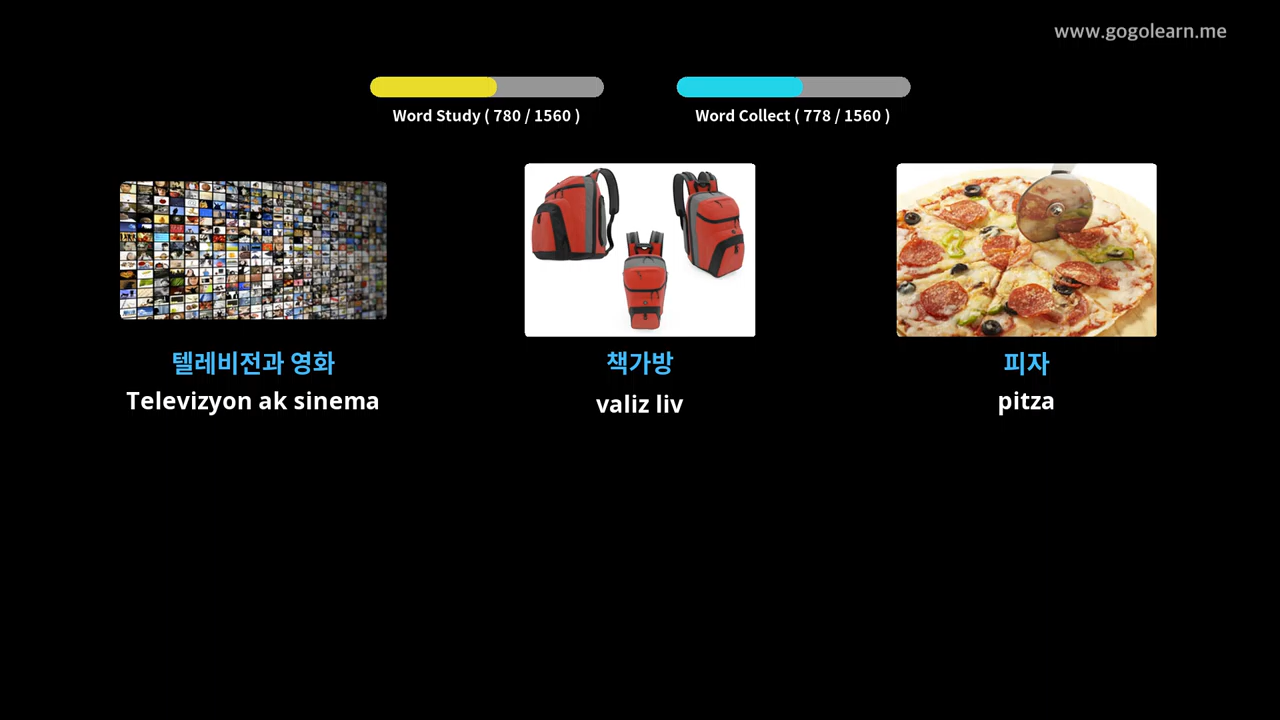 www.gogolearn.me
Word Study ( 780 / 1560 )
Word Collect ( 778 / 1560 )
텔레비전과 영화
Televizyon ak sinema
책가방
valiz liv
피자
pitza